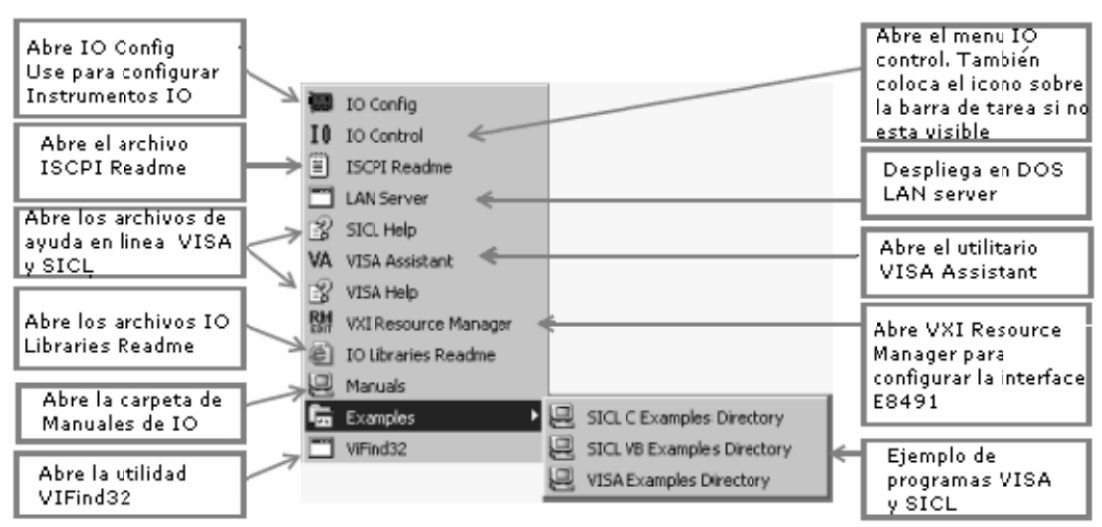 Abre IO Config
Use para configurar
Instrumentos IO
Abre el archivo
ISCPI Readme
Abre los archivos de
ayuda en linea VISA
y SICL
Abre los archivos IO
Libraries Readme
Abre la carpeta de
Manuales de IO
Abre la utilidad
VIFind32
IO Config
IO IO Control
ISCPI Readme
LAN Server
SICL Help
VA VISA Assistant
VISA Help
RM EDIT VXI Resource Manager
IO Libraries Readme
Manuals
Examples
ViFind32
SICL C Examples Directory
SICL VB Examples Directory
VISA Examples Directory
Abre el menu IO
control. También
coloca el icono sobre
la barra de tarea si no
esta visible
Despliega en DOS
LAN server
Abre el utilitario
VISA Assistant
Abre VXI Resource
Manager para
configurar la interface
E8491
Ejemplo de
programas VISA
y SICL